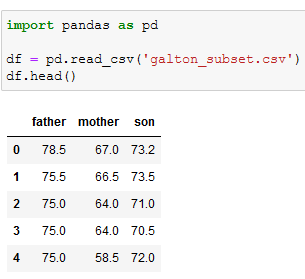 import pandas as pd
df = pd.read_csv('galton_subset.csv')
df.head()
father mother son
0 78.5 67.0 73.2
1 75.5 66.5 73.5
2 75.0 64.0 71.0
3 75.0 64.0 70.5
4 75.0 58.5 72.0